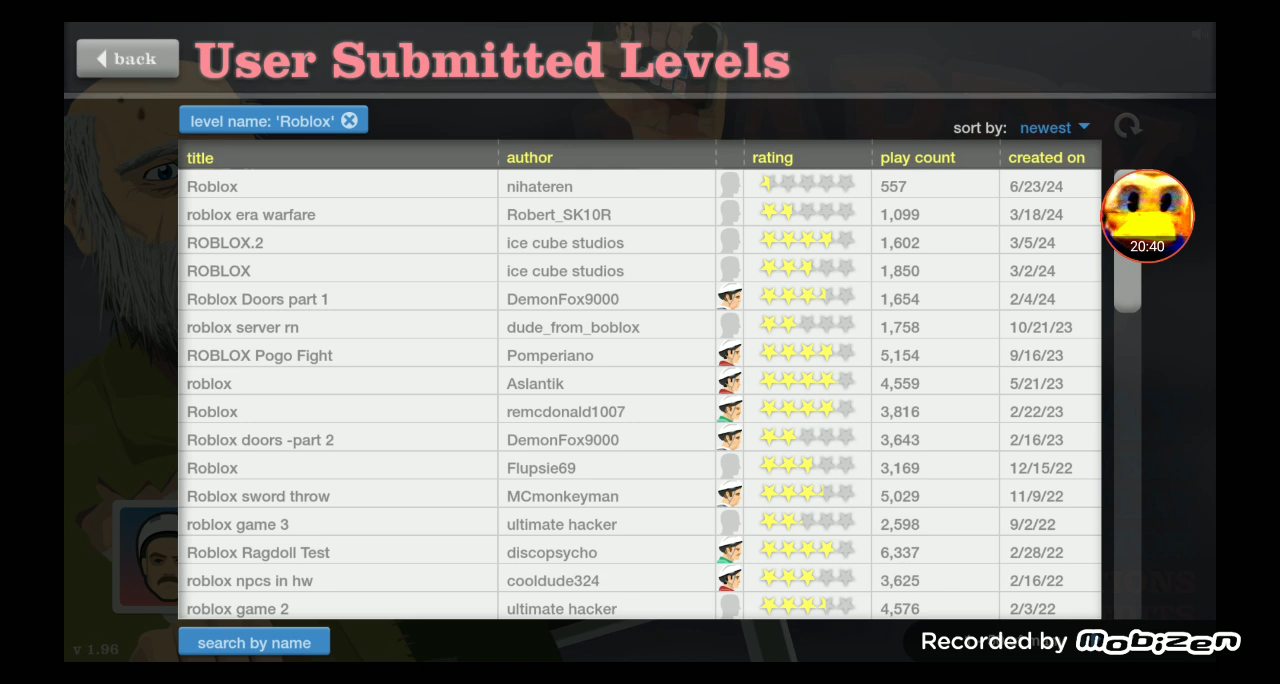 back
User Submitted Levels
level name: 'Roblox'
sort by: newest
title author rating play count created on
Roblox nihateren 557 6/23/24
roblox era warfare Robert_SK10R 1,099 3/18/24
ROBLOX.2 ice cube studios 1,602 3/5/24
ROBLOX ice cube studios 1,850 3/2/24
Roblox Doors part 1 DemonFox9000 1,654 2/4/24
roblox server rn dude_from_boblox 1,758 10/21/23
ROBLOX Pogo Fight Pomperiano 5,154 9/16/23
roblox Aslantik 4,559 5/21/23
Roblox remcdonald1007 3,816 2/22/23
Roblox doors -part 2 DemonFox9000 3,643 2/16/23
Roblox Flupsie69 3,169 12/15/22
Roblox sword throw MCmonkeyman 5,029 11/9/22
roblox game 3 ultimate hacker 2,598 9/2/22
Roblox Ragdoll Test discopsycho 6,337 2/28/22
roblox npcs in hw cooldude324 3,625 2/16/22
roblox game 2 ultimate hacker 4,576 2/3/22
20:40
search by name
v 1.96
Recorded by mobizen